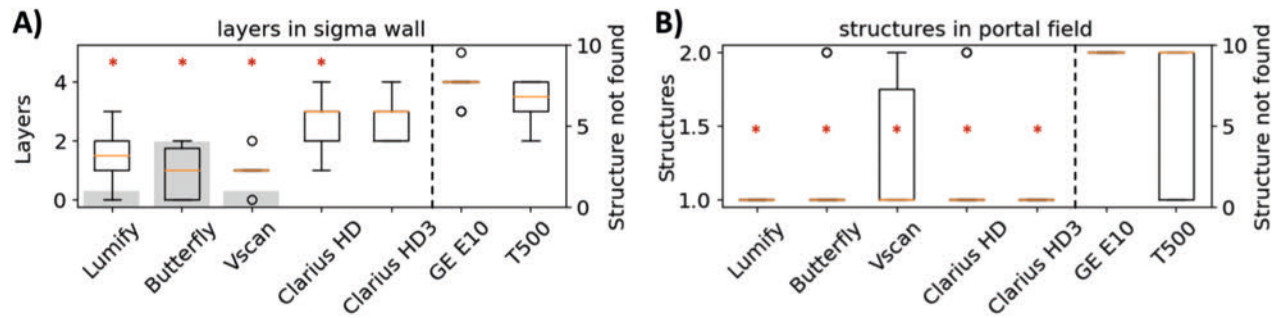 A)
layers in sigma wall
Layers
4
2
0
10
5
0
Structure not found
* * * *
Lumify
Butterfly
Vscan
Clarius HD
Clarius HD3
GE E10
T500
B)
structures in portal field
Structures
2.0
1.5
1.0
10
5
0
Structure not found
* * * * *
Lumify
Butterfly
Vscan
Clarius HD
Clarius HD3
GE E10
T500